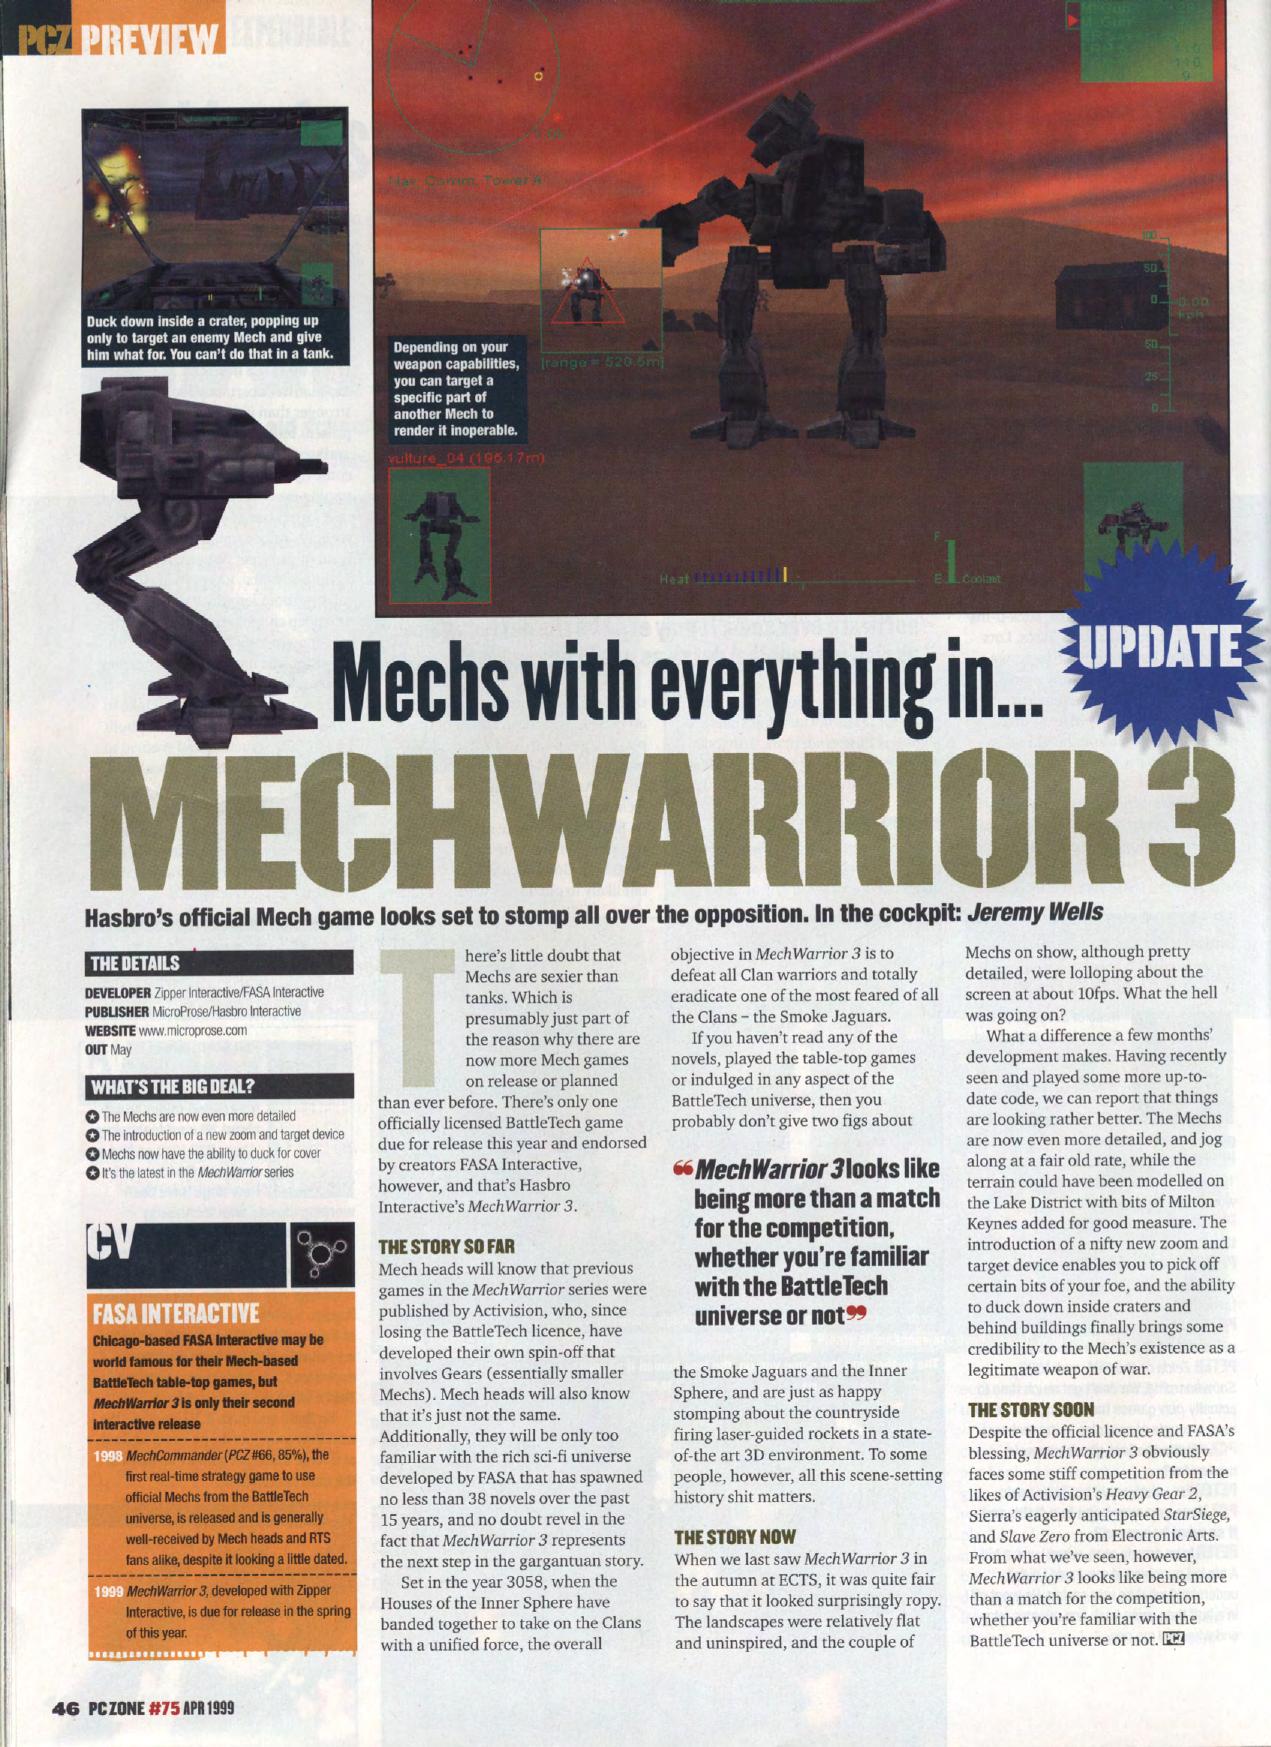 PCZ PREVIEW
Nav Comm. Tower A
1.0k
[range = 520.5m]
100
50
0
0.00
kph
50
25
0
Duck down inside a crater, popping up
only to target an enemy Mech and give
him what for. You can't do that in a tank.
Depending on your
weapon capabilities,
you can target a
specific part of
another Mech to
render it inoperable.
vulture_04 (195.17m)
Heat
F
E
Coolant
UPDATE
Mechs with everything in...
MECHWARRIOR 3
Hasbro's official Mech game looks set to stomp all over the opposition. In the cockpit: Jeremy Wells
THE DETAILS
DEVELOPER Zipper Interactive/FASA Interactive
PUBLISHER MicroProse/Hasbro Interactive
WEBSITE www.microprose.com
OUT May
WHAT'S THE BIG DEAL?
The Mechs are now even more detailed
The introduction of a new zoom and target device
Mechs now have the ability to duck for cover
It's the latest in the MechWarrior series
CV
FASA INTERACTIVE
Chicago-based FASA Interactive may be
world famous for their Mech-based
BattleTech table-top games, but
MechWarrior 3 is only their second
interactive release
1998 MechCommander (PCZ #66, 85%), the
first real-time strategy game to use
official Mechs from the BattleTech
universe, is released and is generally
well-received by Mech heads and RTS
fans alike, despite it looking a little dated.
1999 MechWarrior 3, developed with Zipper
Interactive, is due for release in the spring
of this year.
There's little doubt that
Mechs are sexier than
tanks. Which is
presumably just part of
the reason why there are
now more Mech games
on release or planned
than ever before. There's only one
officially licensed BattleTech game
due for release this year and endorsed
by creators FASA Interactive,
however, and that's Hasbro
Interactive's MechWarrior 3.
THE STORY SO FAR
Mech heads will know that previous
games in the MechWarrior series were
published by Activision, who, since
losing the BattleTech licence, have
developed their own spin-off that
involves Gears (essentially smaller
Mechs). Mech heads will also know
that it's just not the same.
Additionally, they will be only too
familiar with the rich sci-fi universe
developed by FASA that has spawned
no less than 38 novels over the past
15 years, and no doubt revel in the
fact that MechWarrior 3 represents
the next step in the gargantuan story.
Set in the year 3058, when the
Houses of the Inner Sphere have
banded together to take on the Clans
with a unified force, the overall
objective in MechWarrior 3 is to
defeat all Clan warriors and totally
eradicate one of the most feared of all
the Clans – the Smoke Jaguars.
If you haven't read any of the
novels, played the table-top games
or indulged in any aspect of the
BattleTech universe, then you
probably don't give two figs about
“MechWarrior 3 looks like
being more than a match
for the competition,
whether you're familiar
with the BattleTech
universe or not”
the Smoke Jaguars and the Inner
Sphere, and are just as happy
stomping about the countryside
firing laser-guided rockets in a state-
of-the art 3D environment. To some
people, however, all this scene-setting
history shit matters.
THE STORY NOW
When we last saw MechWarrior 3 in
the autumn at ECTS, it was quite fair
to say that it looked surprisingly ropy.
The landscapes were relatively flat
and uninspired, and the couple of
Mechs on show, although pretty
detailed, were lolloping about the
screen at about 10fps. What the hell
was going on?
What a difference a few months'
development makes. Having recently
seen and played some more up-to-
date code, we can report that things
are looking rather better. The Mechs
are now even more detailed, and jog
along at a fair old rate, while the
terrain could have been modelled on
the Lake District with bits of Milton
Keynes added for good measure. The
introduction of a nifty new zoom and
target device enables you to pick off
certain bits of your foe, and the ability
to duck down inside craters and
behind buildings finally brings some
credibility to the Mech's existence as a
legitimate weapon of war.
THE STORY SOON
Despite the official licence and FASA's
blessing, MechWarrior 3 obviously
faces some stiff competition from the
likes of Activision's Heavy Gear 2,
Sierra's eagerly anticipated StarSiege,
and Slave Zero from Electronic Arts.
From what we've seen, however,
MechWarrior 3 looks like being more
than a match for the competition,
whether you're familiar with the
BattleTech universe or not. PCZ
46 PC ZONE #75 APR 1999